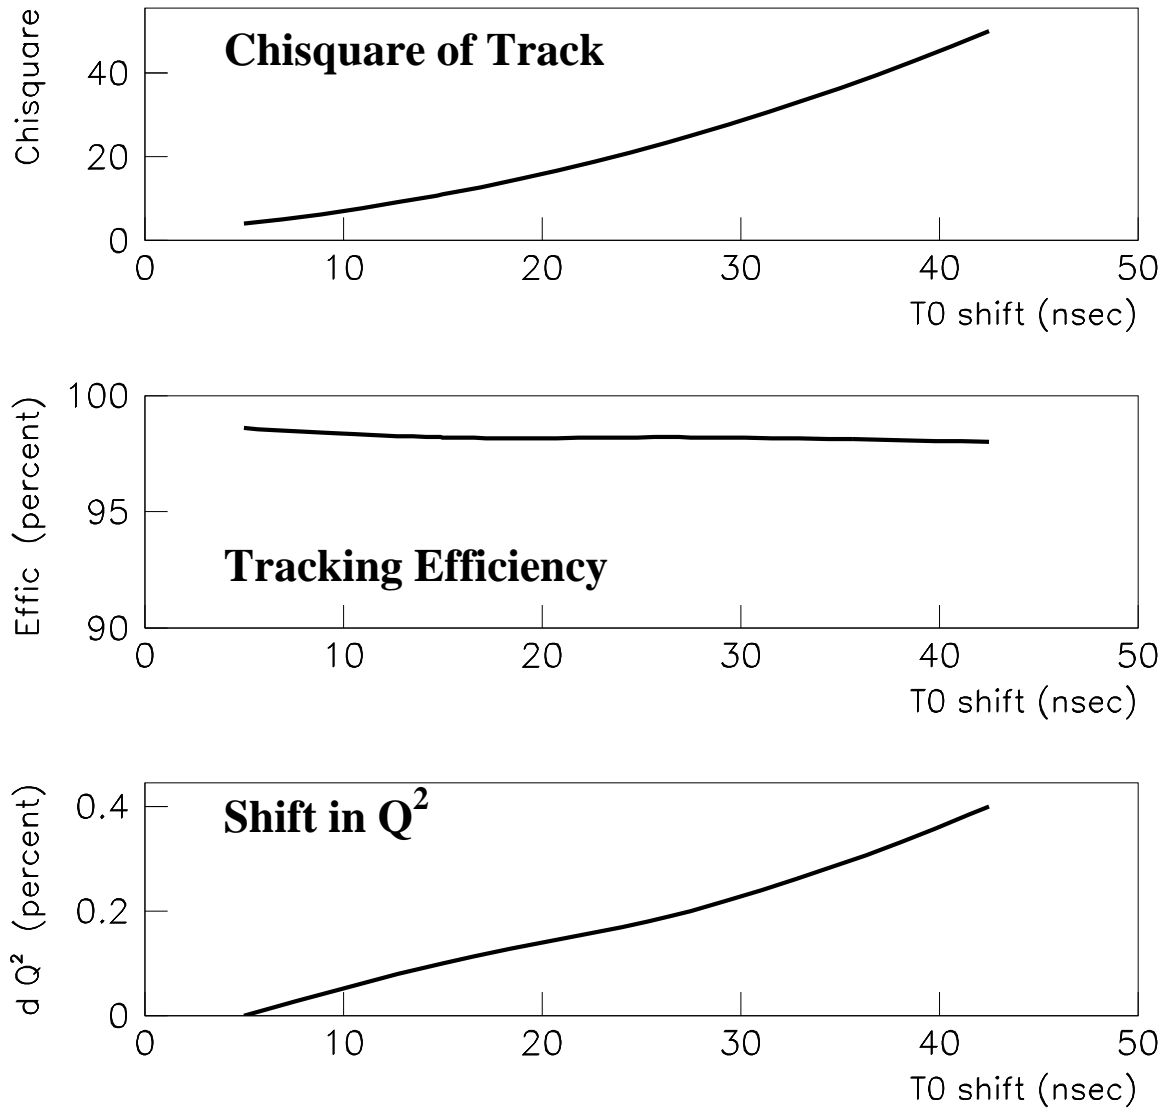 Chisquare of Track
Chisquare
40
20
0
0 10 20 30 40 50
T0 shift (nsec)
100
95
90
Effic (percent)
Tracking Efficiency
0 10 20 30 40 50
T0 shift (nsec)
Shift in Q²
d Q² (percent)
0.4
0.2
0
0 10 20 30 40 50
T0 shift (nsec)